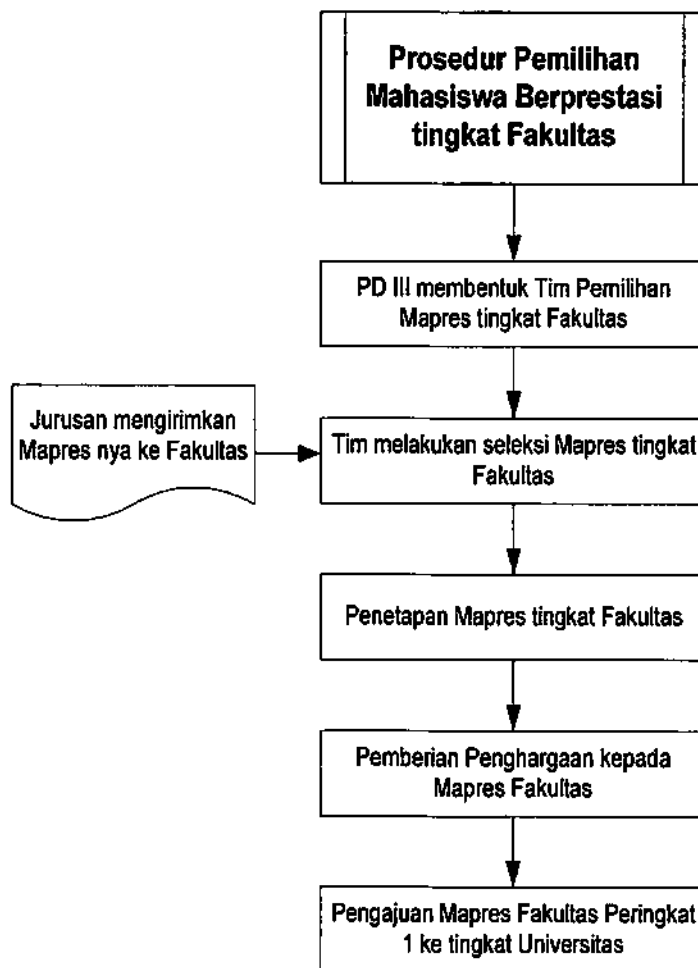 Prosedur Pemilihan
Mahasiswa Berprestasi
tingkat Fakultas
PD III membentuk Tim Pemilihan
Mapres tingkat Fakultas
Jurusan mengirimkan
Mapres nya ke Fakultas
Tim melakukan seleksi Mapres tingkat
Fakultas
Penetapan Mapres tingkat Fakultas
Pemberian Penghargaan kepada
Mapres Fakultas
Pengajuan Mapres Fakultas Peringkat
1 ke tingkat Universitas